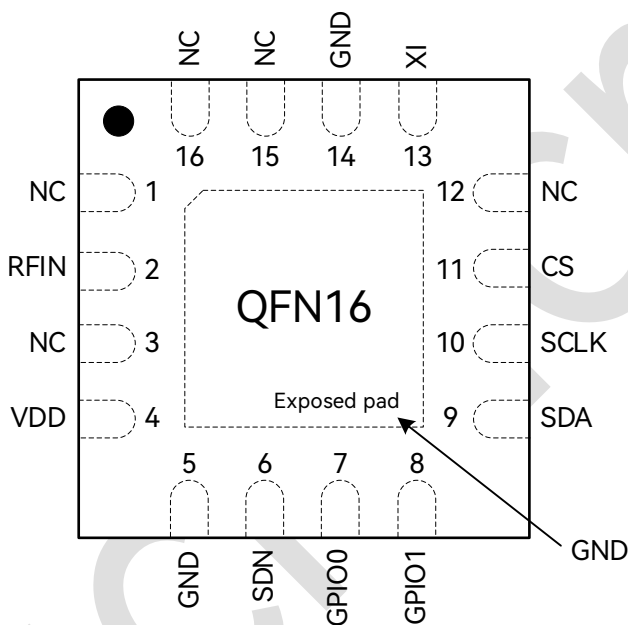 NC NC GND XI
16 15 14 13
NC 1 12 NC
RFIN 2 11 CS
QFN16
NC 3 10 SCLK
Exposed pad
VDD 4 9 SDA
5 6 7 8
GND
GND SDN GPIO0 GPIO1